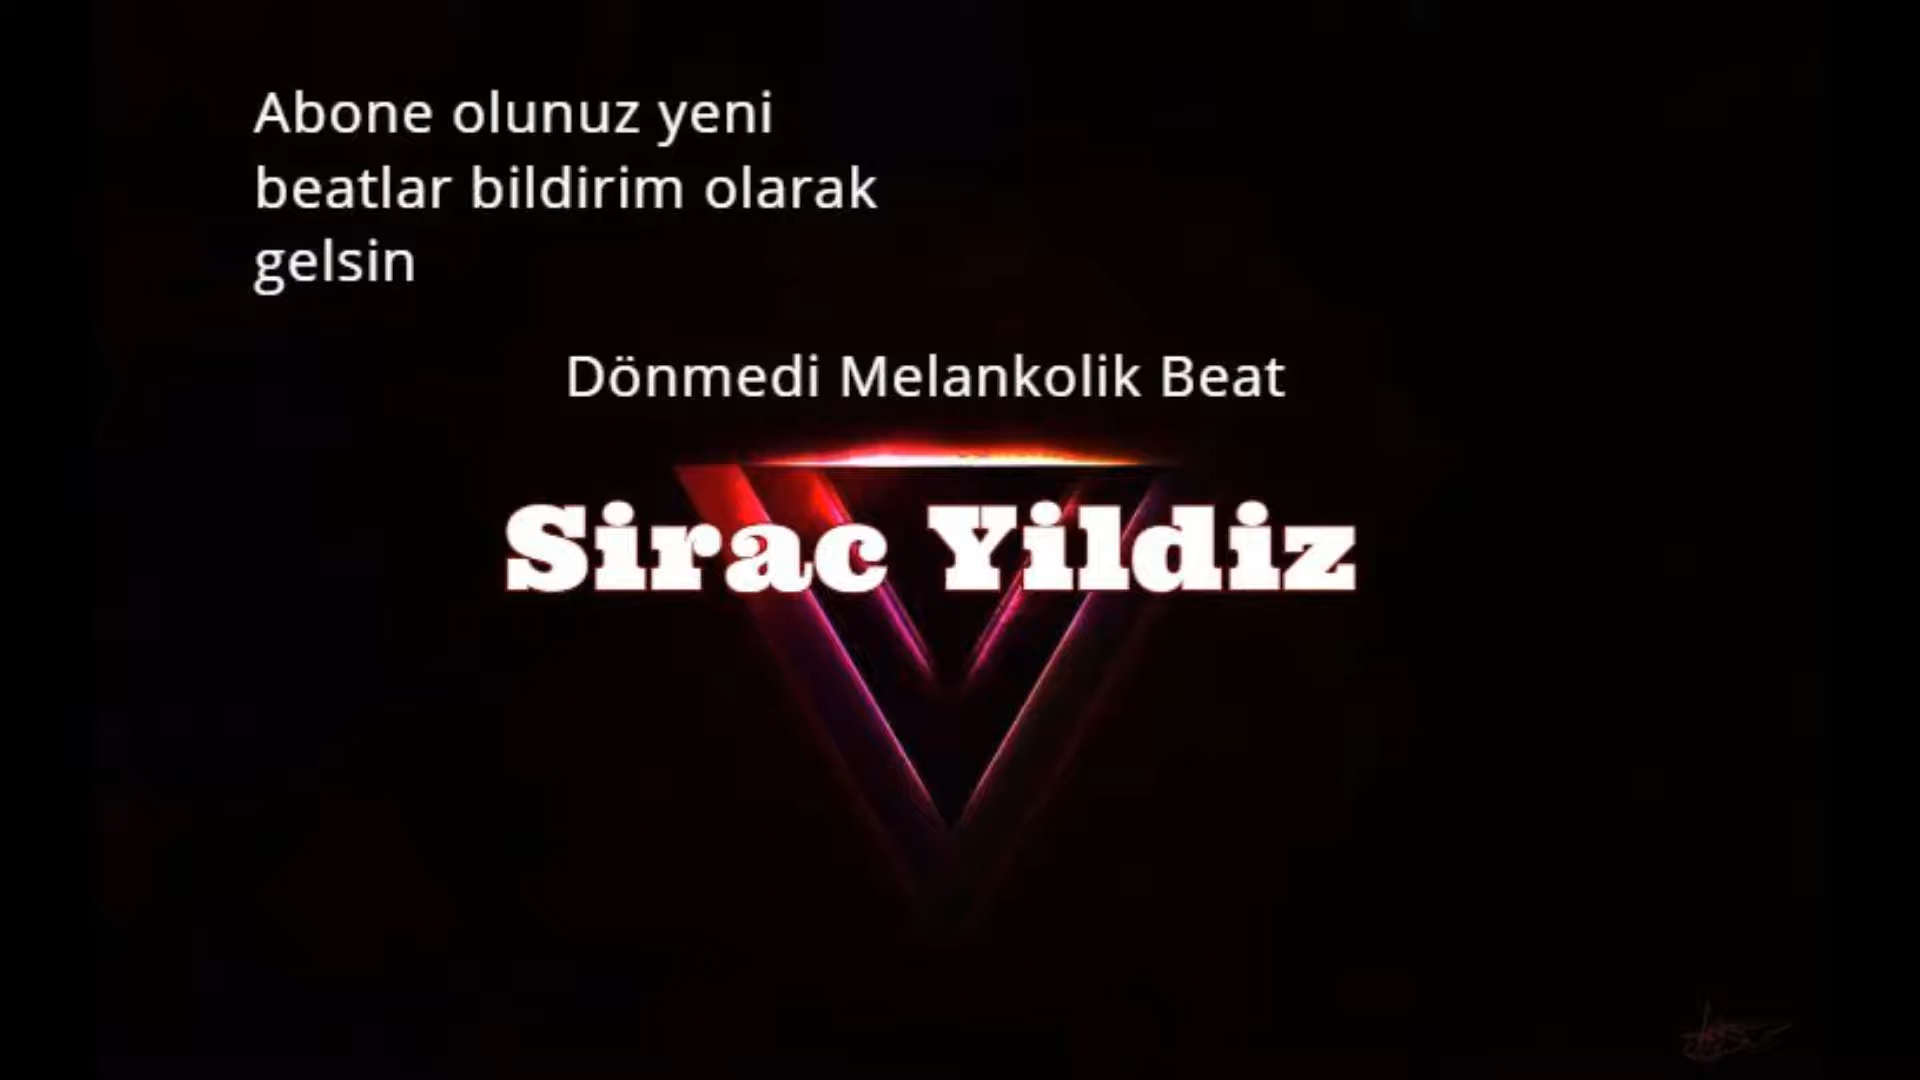 Abone olunuz yeni
beatlar bildirim olarak
gelsin
Dönmedi Melankolik Beat
Sirac Yildiz